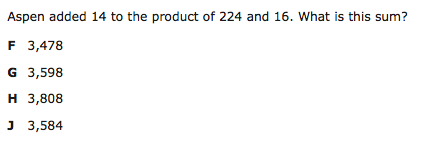 Aspen added 14 to the product of 224 and 16. What is this sum?
F 3,478
G 3,598
H 3,808
J 3,584